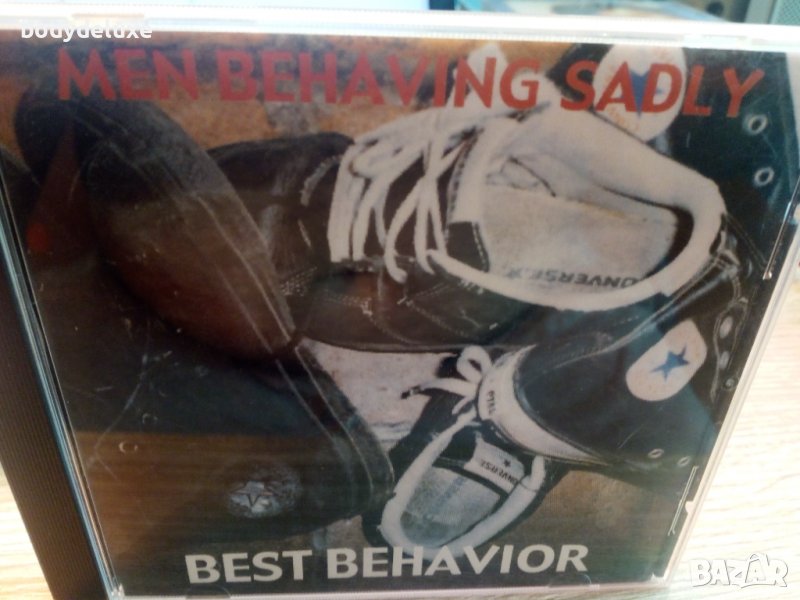 bodydeluxe
MEN BEHAVING SADLY
CONVERSE
CONVERSE
BEST BEHAVIOR
BAZAR